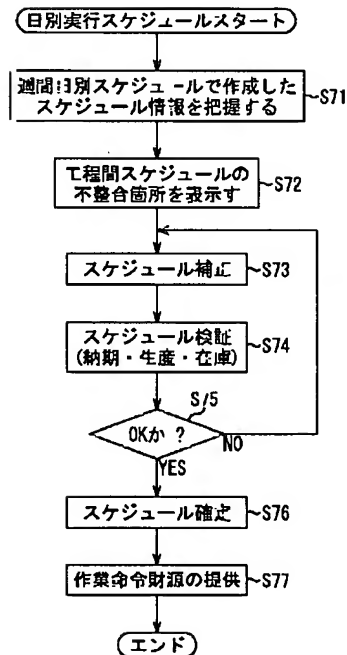 日別実行スケジュールスタート
週間日別スケジュールで作成した
スケジュール情報を把握する
S71
工程間スケジュールの
不整合箇所を表示す
S72
スケジュール補正
S73
スケジュール検証
(納期・生産・在庫)
S74
S75
OKか ?
NO
YES
スケジュール確定
S76
作業命令財源の提供
S77
エンド